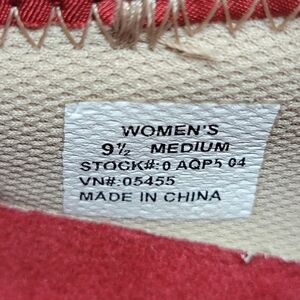 WOMEN'S
9½ MEDIUM
STOCK#:0 AQP5 04
VN#:05455
MADE IN CHINA